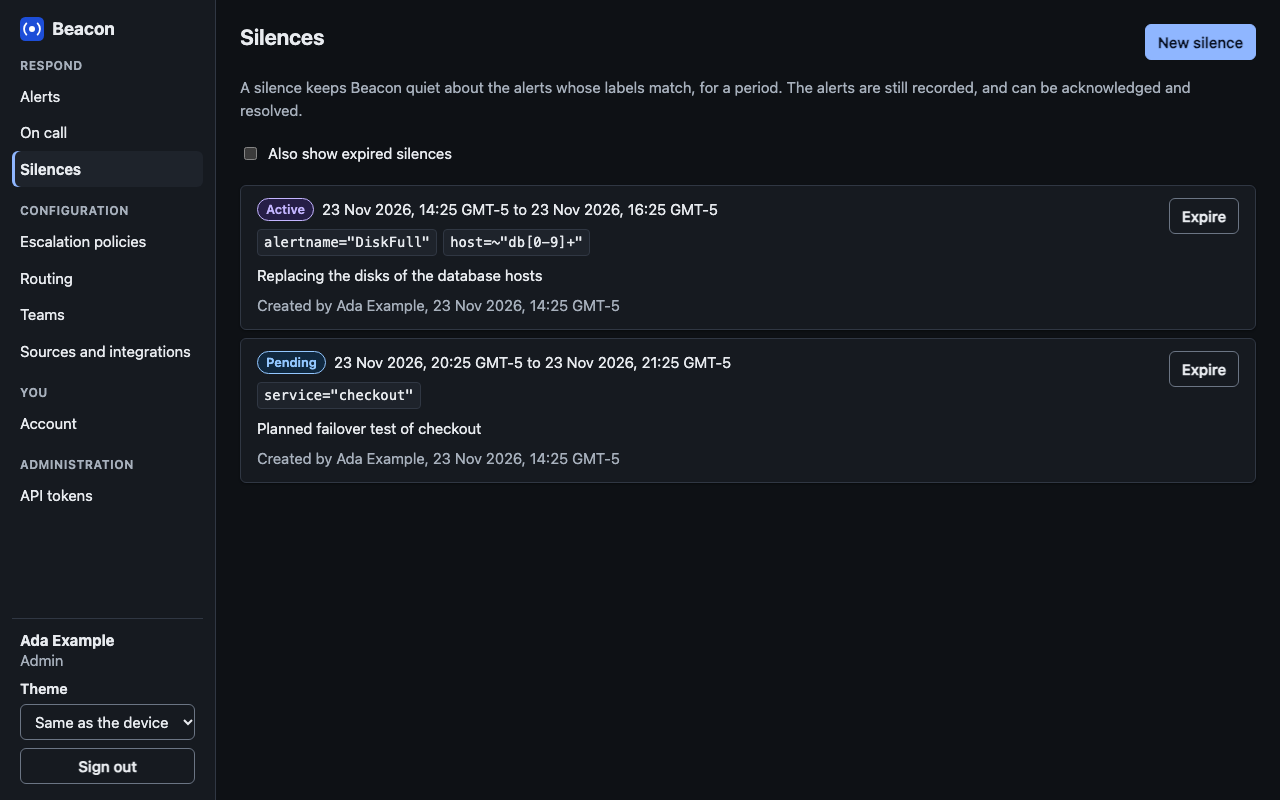 Beacon
RESPOND
Alerts
On call
Silences
CONFIGURATION
Escalation policies
Routing
Teams
Sources and integrations
YOU
Account
ADMINISTRATION
API tokens
Ada Example
Admin
Theme
Same as the device
Sign out
Silences
New silence
A silence keeps Beacon quiet about the alerts whose labels match, for a period. The alerts are still recorded, and can be acknowledged and
resolved.
Also show expired silences
Active 23 Nov 2026, 14:25 GMT-5 to 23 Nov 2026, 16:25 GMT-5
Expire
alertname="DiskFull" host=~"db[0-9]+"
Replacing the disks of the database hosts
Created by Ada Example, 23 Nov 2026, 14:25 GMT-5
Pending 23 Nov 2026, 20:25 GMT-5 to 23 Nov 2026, 21:25 GMT-5
Expire
service="checkout"
Planned failover test of checkout
Created by Ada Example, 23 Nov 2026, 14:25 GMT-5